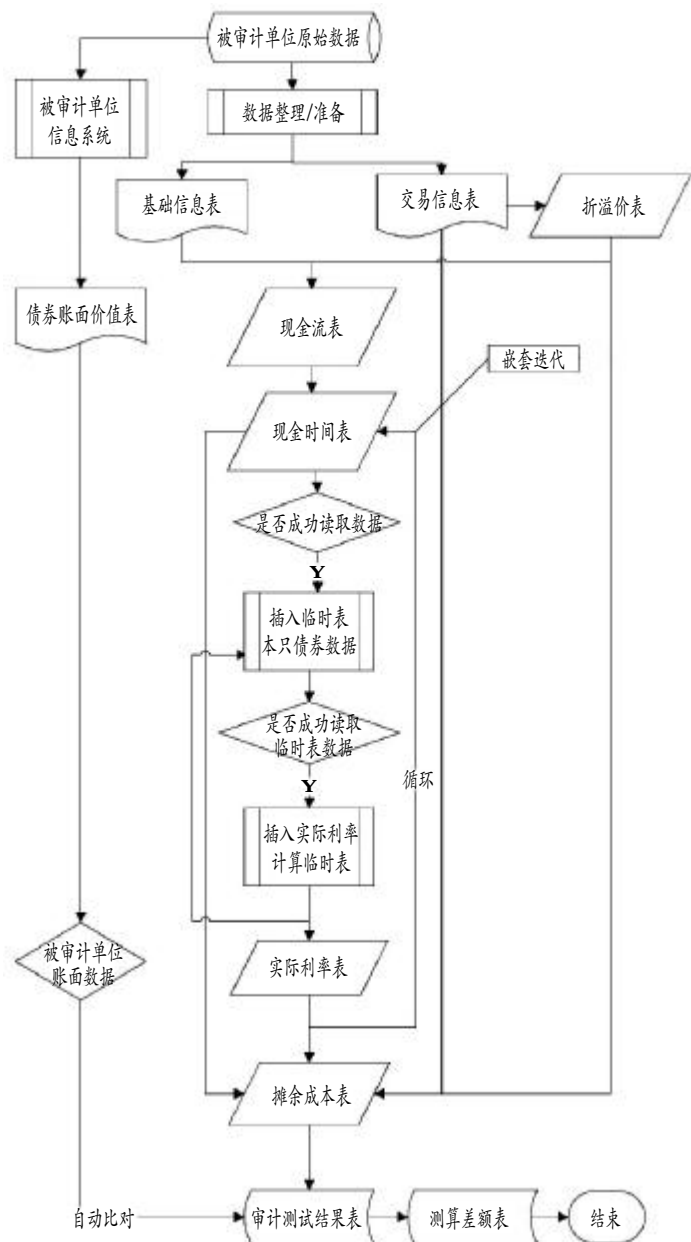 被审计单位原始数据
被审计单位
信息系统
数据整理/准备
基础信息表
交易信息表
折溢价表
债券账面价值表
现金流表
嵌套迭代
现金时间表
是否成功读取数据
Y
插入临时表
本只债券数据
是否成功读取
临时表数据
Y
循环
插入实际利率
计算临时表
被审计单位
账面数据
实际利率表
摊余成本表
自动比对
审计测试结果表
测算差额表
结束